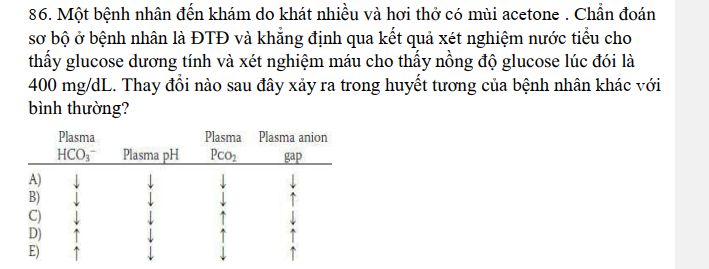 86. Một bệnh nhân đến khám do khát nhiều và hơi thở có mùi acetone . Chẩn đoán
sơ bộ ở bệnh nhân là ĐTĐ và khẳng định qua kết quả xét nghiệm nước tiểu cho
thấy glucose dương tính và xét nghiệm máu cho thấy nồng độ glucose lúc đói là
400 mg/dL. Thay đổi nào sau đây xảy ra trong huyết tương của bệnh nhân khác với
bình thường?
Plasma Plasma Plasma anion
HCO₃⁻ Plasma pH PCO₂ gap
A) ↓ ↓ ↓ ↓
B) ↓ ↓ ↓ ↑
C) ↓ ↓ ↑ ↓
D) ↑ ↓ ↑ ↑
E) ↑ ↓ ↓ ↑